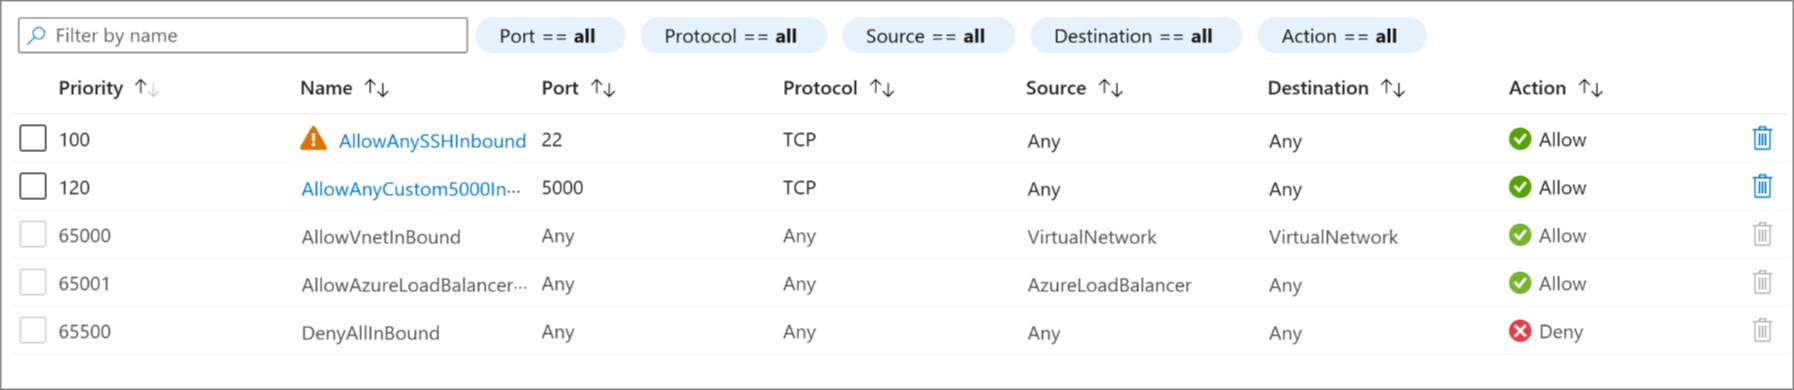 Filter by name Port == all Protocol == all Source == all Destination == all Action == all
Priority ↑↓ Name ↑↓ Port ↑↓ Protocol ↑↓ Source ↑↓ Destination ↑↓ Action ↑↓
100 AllowAnySSHInbound 22 TCP Any Any Allow
120 AllowAnyCustom5000In··· 5000 TCP Any Any Allow
65000 AllowVnetInBound Any Any VirtualNetwork VirtualNetwork Allow
65001 AllowAzureLoadBalancer··· Any Any AzureLoadBalancer Any Allow
65500 DenyAllInBound Any Any Any Any Deny